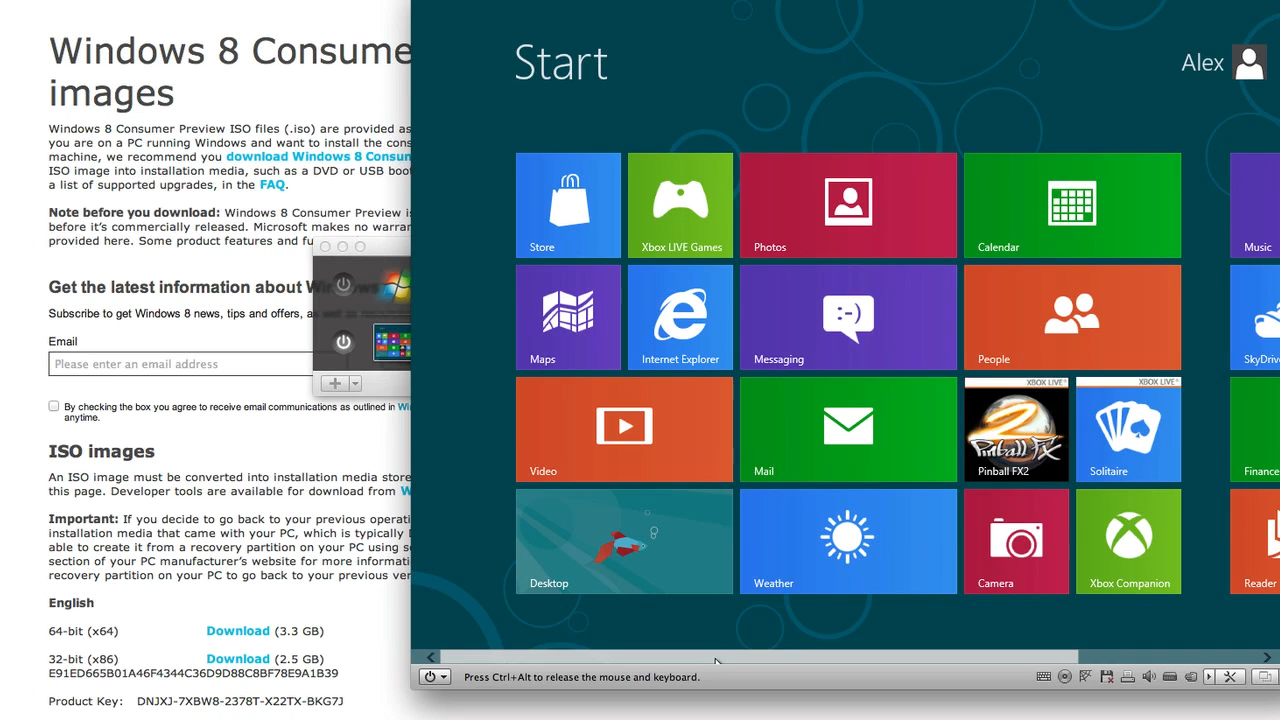 Windows 8 Consume
images
Windows 8 Consumer Preview ISO files (.iso) are provided as
you are on a PC running Windows and want to install the cons
machine, we recommend you download Windows 8 Consun
ISO image into installation media, such as a DVD or USB boot
a list of supported upgrades, in the FAQ.
Note before you download: Windows 8 Consumer Preview is
before it's commercially released. Microsoft makes no warran
provided here. Some product features and fu
Get the latest information about Windows
Subscribe to get Windows 8 news, tips and offers, as well as
Email
Please enter an email address
By checking the box you agree to receive email communications as outlined in Wi
anytime.
ISO images
An ISO image must be converted into installation media store
this page. Developer tools are available for download from W
Important: If you decide to go back to your previous operati
installation media that came with your PC, which is typically D
able to create it from a recovery partition on your PC using so
section of your PC manufacturer's website for more informati
recovery partition on your PC to go back to your previous ver
English
64-bit (x64) Download (3.3 GB)
32-bit (x86) Download (2.5 GB)
E91ED665B01A46F4344C36D9D88C8BF78E9A1B39
Product Key: DNJXJ-7XBW8-2378T-X22TX-BKG7J
Start
Alex
Store
Xbox LIVE Games
Photos
Calendar
Music
Maps
Internet Explorer
Messaging
People
SkyDrive
Video
Mail
XBOX LIVE
Pinball FX2
2
Pinball FX
XBOX LIVE
Solitaire
Finance
Desktop
Weather
Camera
Xbox Companion
Reader
Press Ctrl+Alt to release the mouse and keyboard.